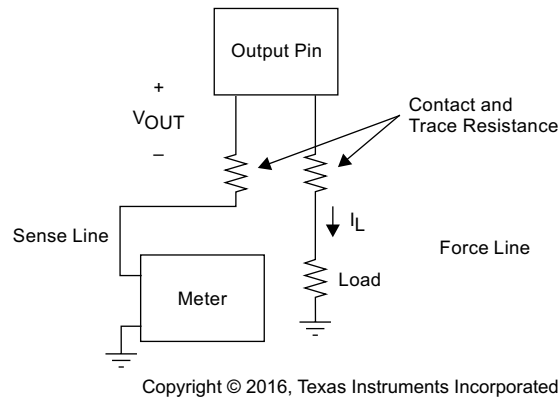 Output Pin
+
VOUT
–
Contact and
Trace Resistance
IL
Sense Line
Force Line
Load
Meter
Copyright © 2016, Texas Instruments Incorporated